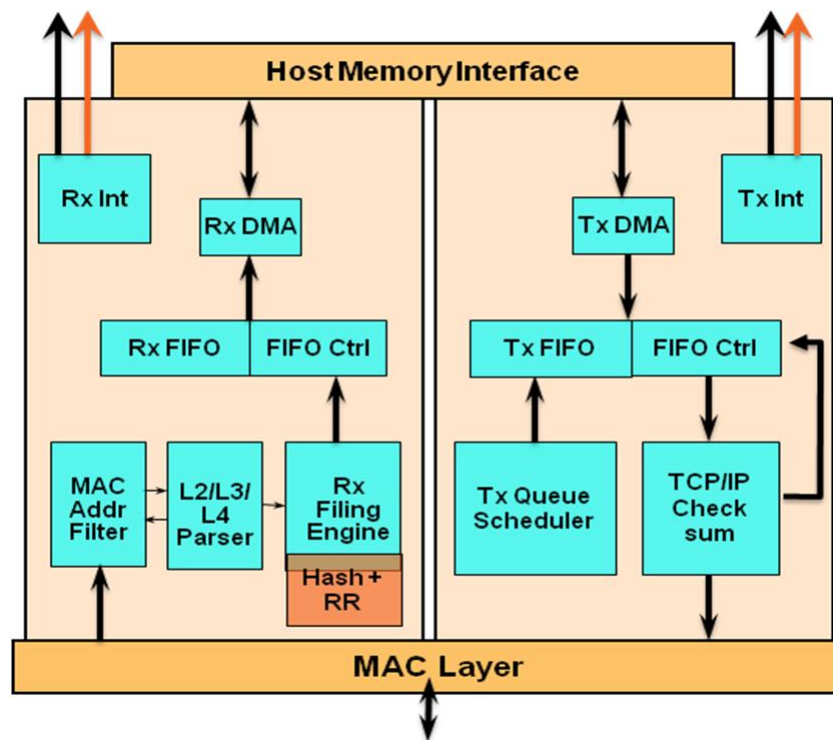 Host Memory Interface
Rx Int
Rx DMA
Tx DMA
Tx Int
Rx FIFO
FIFO Ctrl
Tx FIFO
FIFO Ctrl
MAC
Addr
Filter
L2/L3/
L4
Parser
Rx
Filing
Engine
Hash +
RR
Tx Queue
Scheduler
TCP/IP
Check
sum
MAC Layer